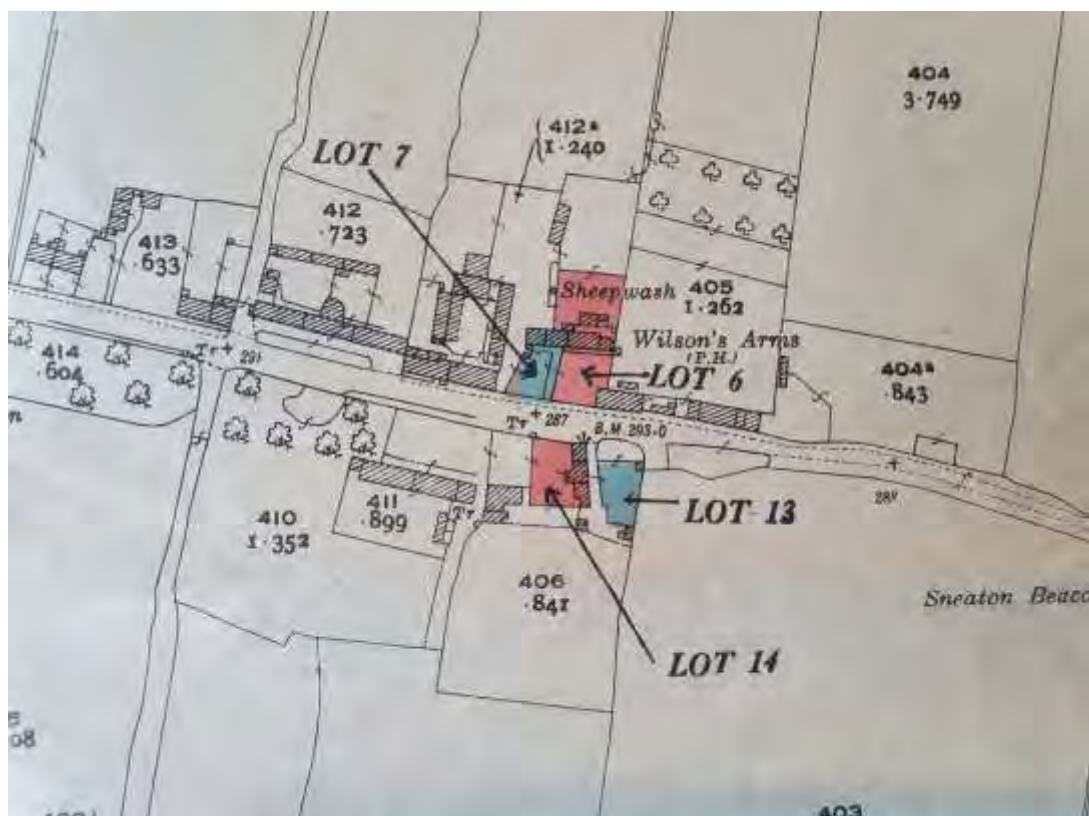 404
3·749
412a
1·240
LOT 7
412
·723
413
·633
Sheepwash
405
1·262
Wilson's Arms
(P.H.)
LOT 6
404a
·843
414
·604
Tr + 291
Tr + 287
B.M. 293·0
LOT 13
411
·899
410
1·352
Tr
406
·841
Sneaton Beaco
LOT 14
08
403